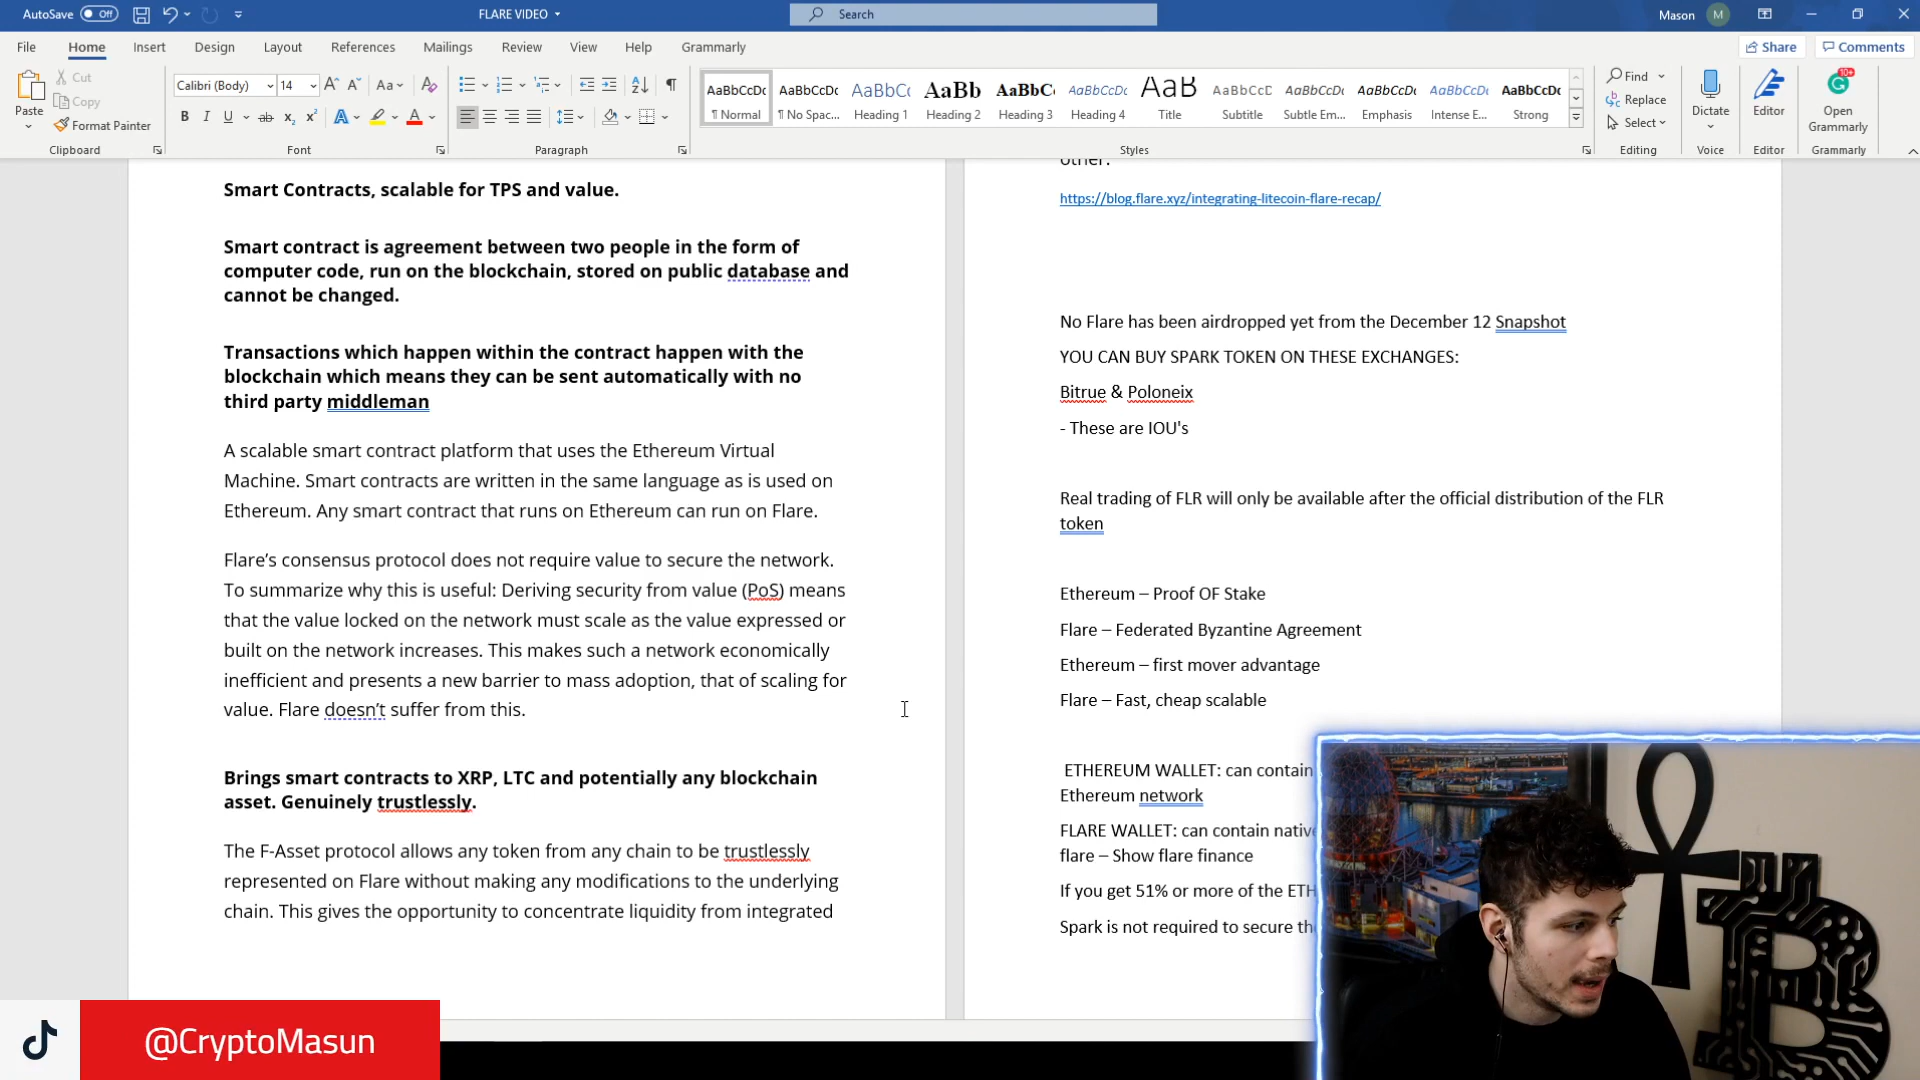 AutoSave Off
FLARE VIDEO
Search
Mason M
File Home Insert Design Layout References Mailings Review View Help Grammarly
Share Comments
Paste
Cut
Copy
Format Painter
Clipboard
Calibri (Body) 14
Font
Paragraph
AaBbCcDc AaBbCcDc AaBbCc AaBb AaBbC AaBbCcDc AaB AaBbCcD AaBbCcDc AaBbCcDc AaBbCcDc AaBbCcDc
¶ Normal ¶ No Spac... Heading 1 Heading 2 Heading 3 Heading 4 Title Subtitle Subtle Em... Emphasis Intense E... Strong
Styles
Find
Replace
Select
Editing
Dictate
Voice
Editor
Editor
10+
Open
Grammarly
Grammarly
Smart Contracts, scalable for TPS and value.
Smart contract is agreement between two people in the form of
computer code, run on the blockchain, stored on public database and
cannot be changed.
Transactions which happen within the contract happen with the
blockchain which means they can be sent automatically with no
third party middleman
A scalable smart contract platform that uses the Ethereum Virtual
Machine. Smart contracts are written in the same language as is used on
Ethereum. Any smart contract that runs on Ethereum can run on Flare.
Flare’s consensus protocol does not require value to secure the network.
To summarize why this is useful: Deriving security from value (PoS) means
that the value locked on the network must scale as the value expressed or
built on the network increases. This makes such a network economically
inefficient and presents a new barrier to mass adoption, that of scaling for
value. Flare doesn’t suffer from this.
Brings smart contracts to XRP, LTC and potentially any blockchain
asset. Genuinely trustlessly.
The F-Asset protocol allows any token from any chain to be trustlessly
represented on Flare without making any modifications to the underlying
chain. This gives the opportunity to concentrate liquidity from integrated
other.
https://blog.flare.xyz/integrating-litecoin-flare-recap/
No Flare has been airdropped yet from the December 12 Snapshot
YOU CAN BUY SPARK TOKEN ON THESE EXCHANGES:
Bitrue & Poloneix
- These are IOU's
Real trading of FLR will only be available after the official distribution of the FLR
token
Ethereum – Proof OF Stake
Flare – Federated Byzantine Agreement
Ethereum – first mover advantage
Flare – Fast, cheap scalable
ETHEREUM WALLET: can contain
Ethereum network
FLARE WALLET: can contain native
flare – Show flare finance
If you get 51% or more of the ETH
Spark is not required to secure
@CryptoMasun